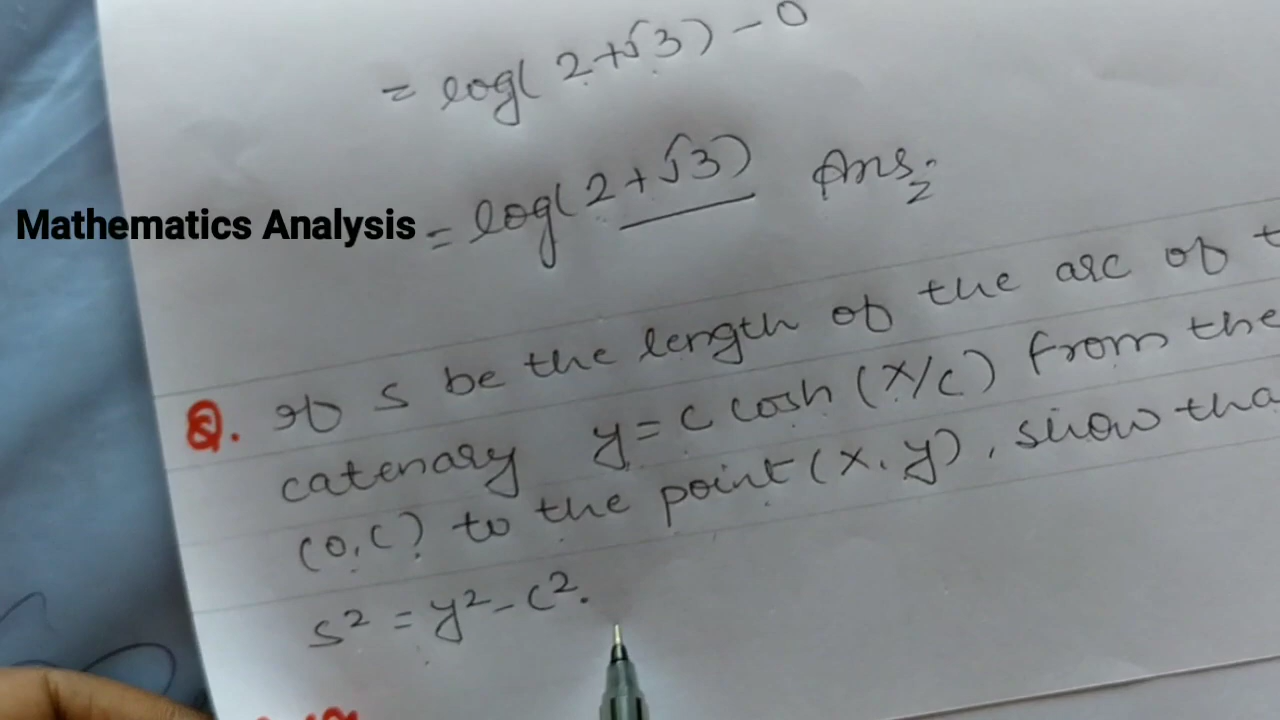 = log(2+√3) - 0
= log(2+√3) Ans.
Mathematics Analysis
Q. If s be the length of the arc of
catenary y = c cosh (x/c) from the
(0, c) to the point (x, y), show
s² = y² - c².